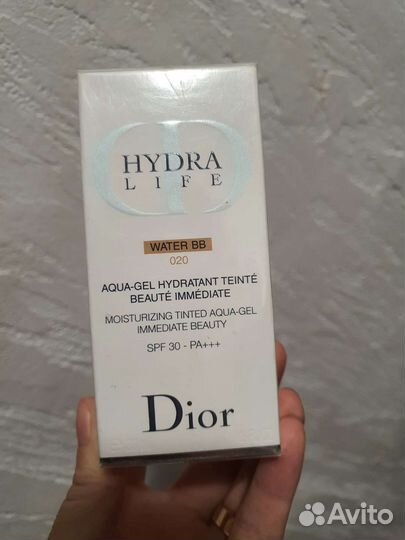 HYDRA
LIFE
WATER BB
020
AQUA-GEL HYDRATANT TEINTÉ
BEAUTÉ IMMÉDIATE
MOISTURIZING TINTED AQUA-GEL
IMMEDIATE BEAUTY
SPF 30 - PA+++
Dior
Avito